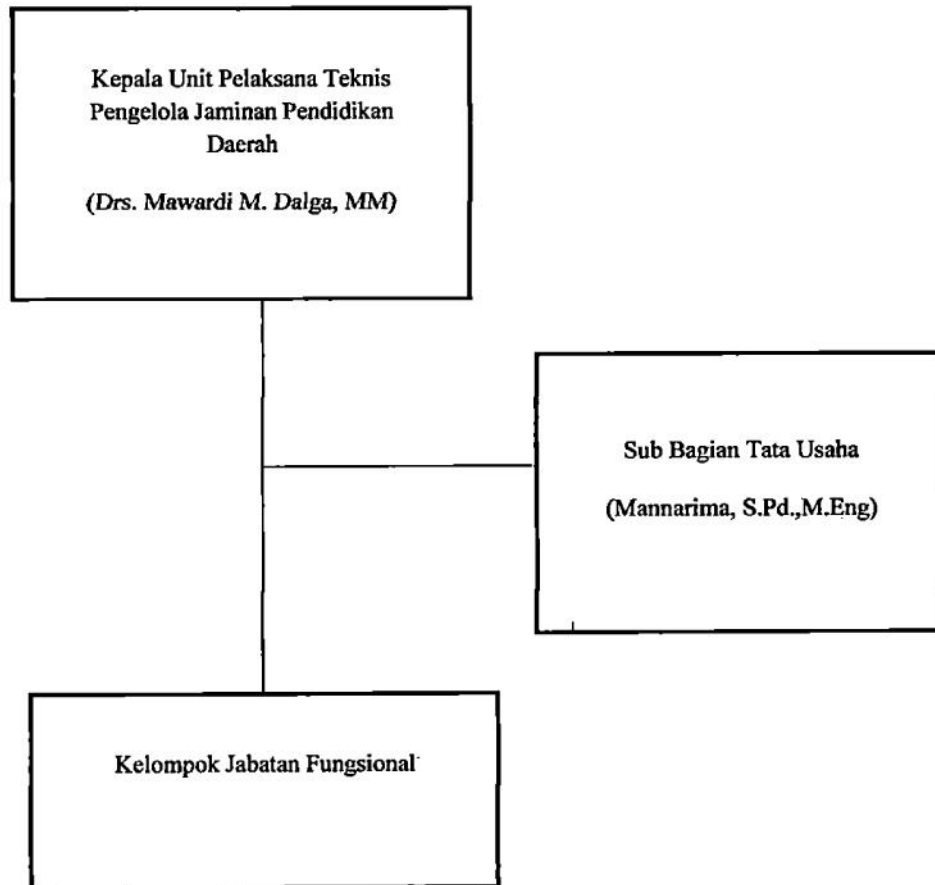 Kepala Unit Pelaksana Teknis
Pengelola Jaminan Pendidikan
Daerah
(Drs. Mawardi M. Dalga, MM)
Sub Bagian Tata Usaha
(Mannarima, S.Pd.,M.Eng)
Kelompok Jabatan Fungsional